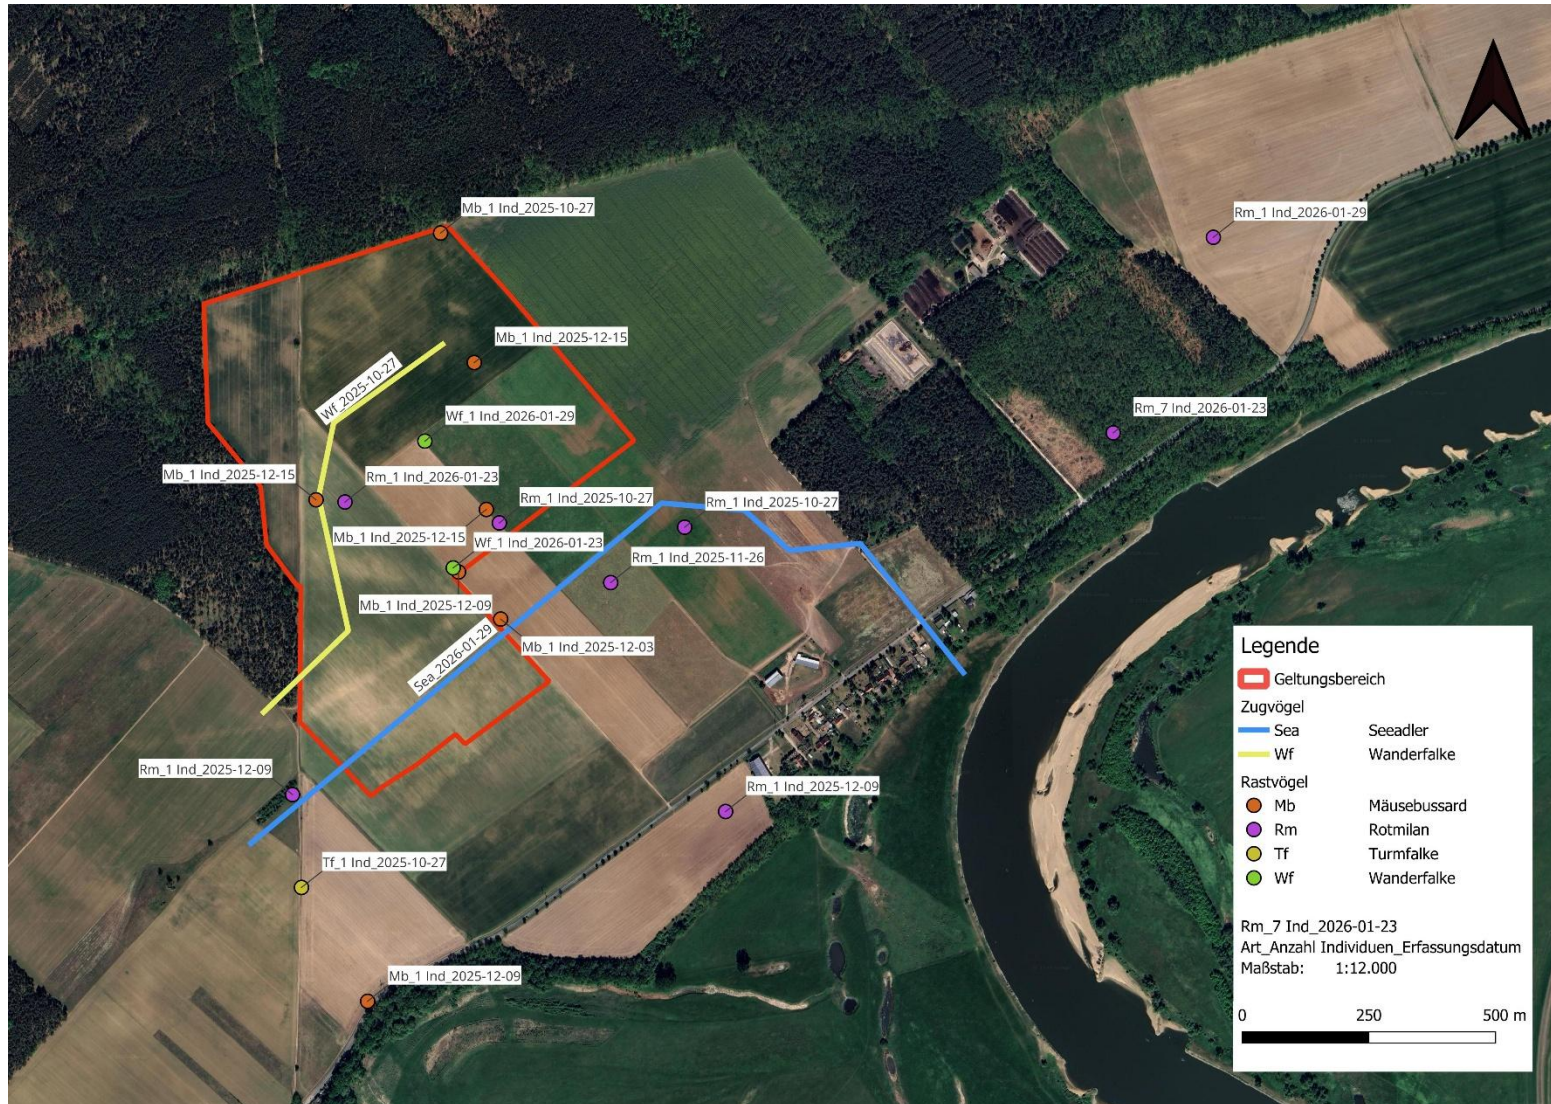 Mb_1 Ind_2025-10-27
Rm_1 Ind_2026-01-29
Mb_1 Ind_2025-12-15
Wf_2025-10-27
Wf_1 Ind_2026-01-29
Rm_7 Ind_2026-01-23
Mb_1 Ind_2025-12-15
Rm_1 Ind_2026-01-23
Rm_1 Ind_2025-10-27
Rm_1 Ind_2025-10-27
Mb_1 Ind_2025-12-15
Wf_1 Ind_2026-01-23
Rm_1 Ind_2025-11-26
Mb_1 Ind_2025-12-09
Mb_1 Ind_2025-12-03
Sea_2026-01-29
Rm_1 Ind_2025-12-09
Rm_1 Ind_2025-12-09
Tf_1 Ind_2025-10-27
Mb_1 Ind_2025-12-09
Legende
Geltungsbereich
Zugvögel
Sea Seeadler
Wf Wanderfalke
Rastvögel
Mb Mäusebussard
Rm Rotmilan
Tf Turmfalke
Wf Wanderfalke
Rm_7 Ind_2026-01-23
Art_Anzahl Individuen_Erfassungsdatum
Maßstab: 1:12.000
0 250 500 m